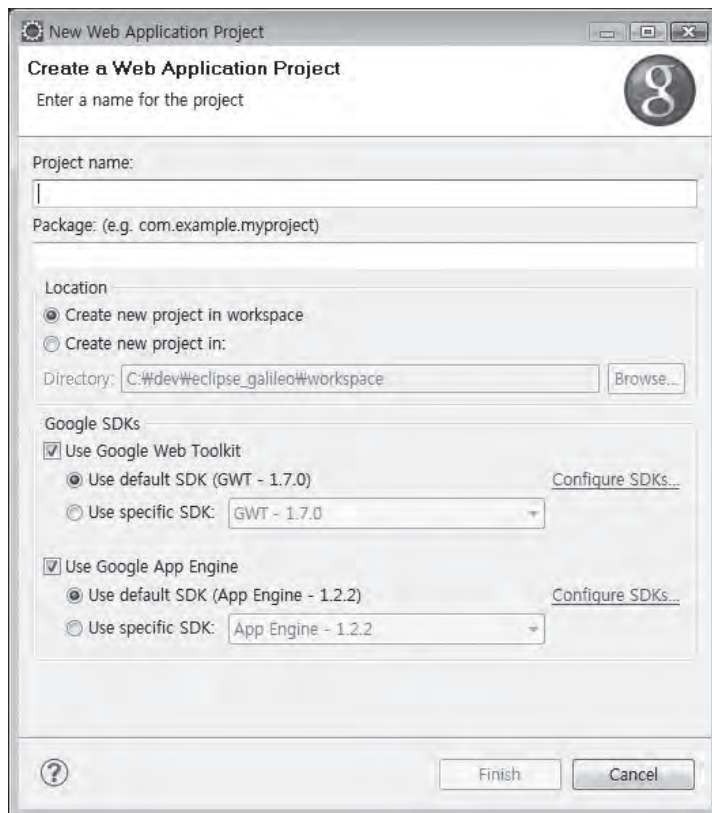 New Web Application Project
Create a Web Application Project
Enter a name for the project
g
Project name:
Package: (e.g. com.example.myproject)
Location
Create new project in workspace
Create new project in:
Directory: C:₩dev₩eclipse_galileo₩workspace Browse...
Google SDKs
Use Google Web Toolkit
Use default SDK (GWT - 1.7.0) Configure SDKs...
Use specific SDK: GWT - 1.7.0
Use Google App Engine
Use default SDK (App Engine - 1.2.2) Configure SDKs...
Use specific SDK: App Engine - 1.2.2
? Finish Cancel